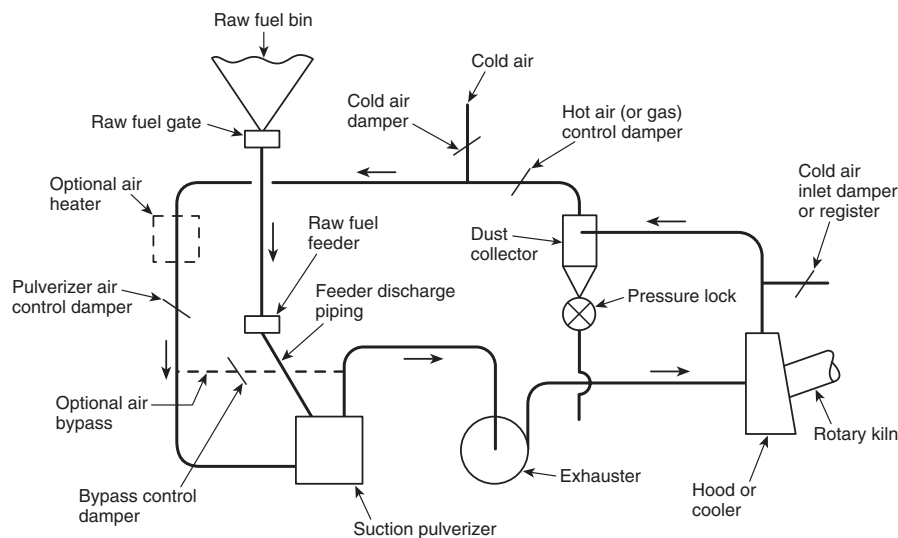 Raw fuel bin
Cold air
Cold air
damper
Hot air (or gas)
control damper
Raw fuel gate
Cold air
inlet damper
or register
Optional air
heater
Raw fuel
feeder
Dust
collector
Pulverizer air
control damper
Feeder discharge
piping
Pressure lock
Optional air
bypass
Rotary kiln
Exhauster
Bypass control
damper
Hood or
cooler
Suction pulverizer